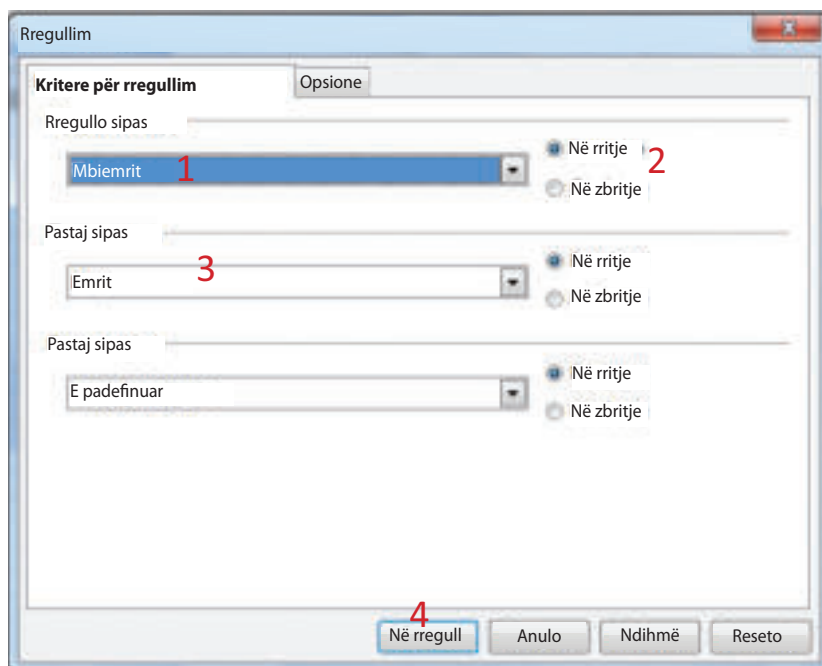 Rregullim
Kritere për rregullim
Opsione
Rregullo sipas
Mbiemrit 1
Në rritje 2
Në zbritje
Pastaj sipas
Emrit 3
Në rritje
Në zbritje
Pastaj sipas
E padefinuar
Në rritje
Në zbritje
4
Në rregull Anulo Ndihmë Reseto